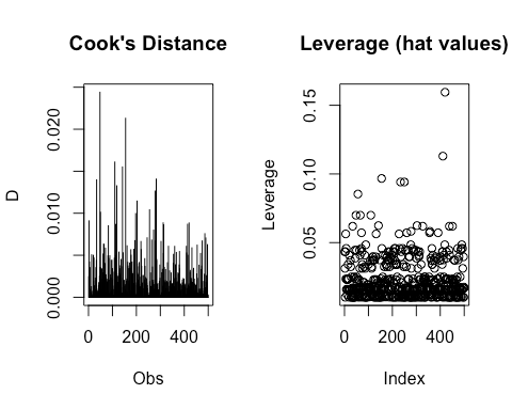 Cook's Distance
D
0.000
0.010
0.020
0
200
400
Obs
Leverage (hat values)
Leverage
0.05
0.10
0.15
0
200
400
Index